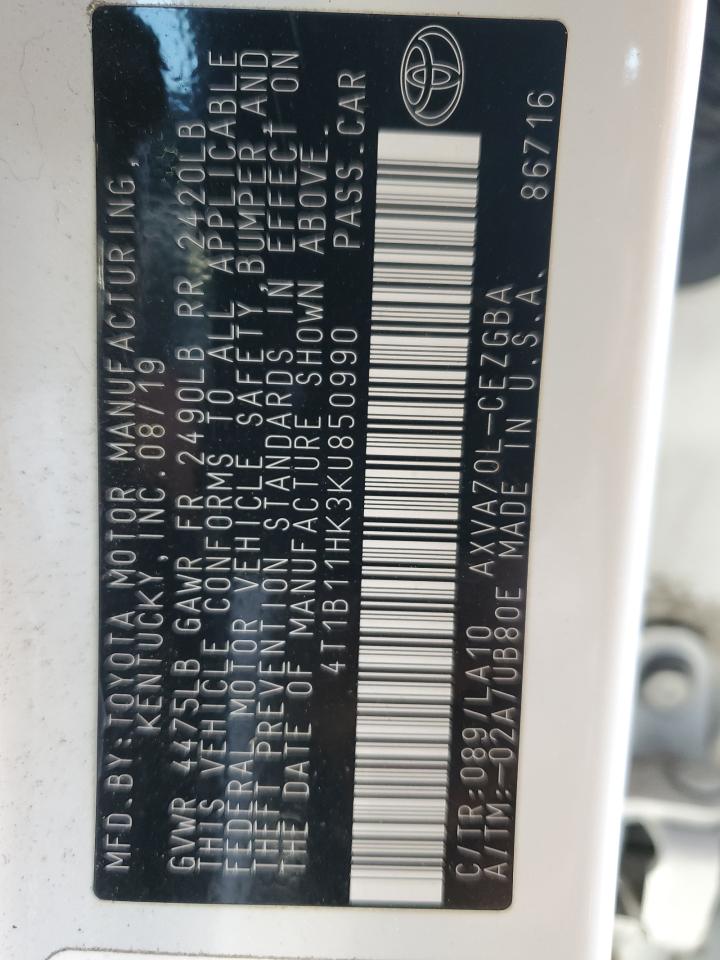 MFD.BY:TOYOTA MOTOR MANUFACTURING,
KENTUCKY,INC.08/19
GVWR 4475LB GAWR FR 2490LB RR 2420LB
THIS VEHICLE CONFORMS TO ALL APPLICABLE
FEDERAL MOTOR VEHICLE SAFETY,BUMPER,AND
THEFT PREVENTION STANDARDS IN EFFECT ON
THE DATE OF MANUFACTURE SHOWN ABOVE.
4T1B11HK3KU850990 PASS.CAR
C/TR:089/LA10 AXVA70L-CEZGBA
A/TM:-02A/UB80E MADE IN U.S.A. 86716